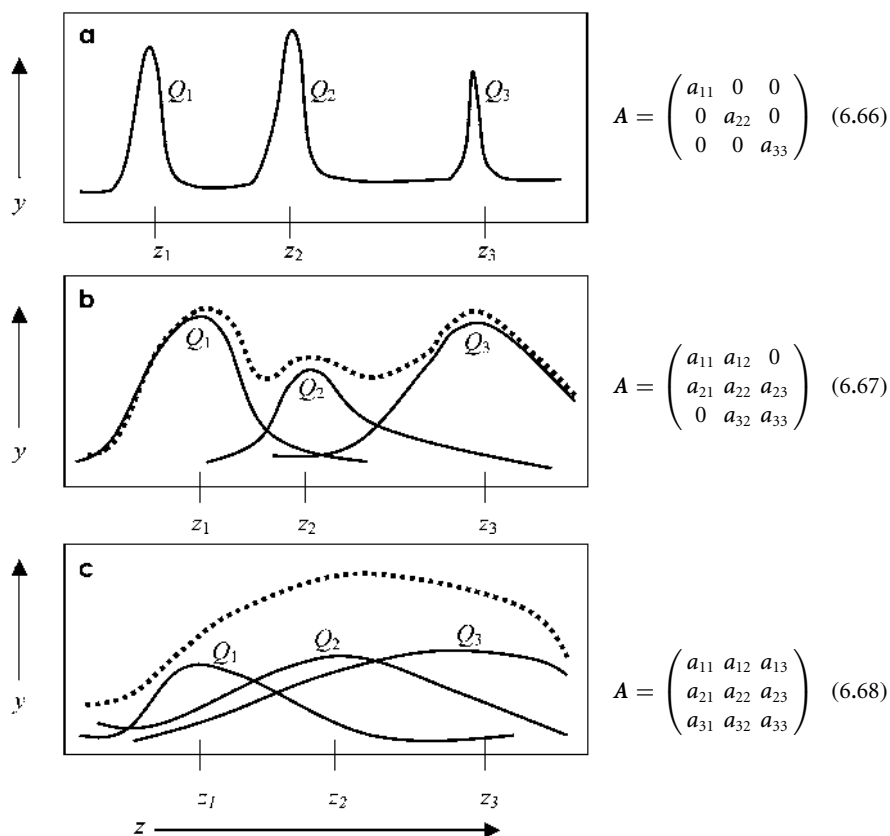 a
Q1 Q2 Q3
y
z1 z2 z3
A = ( a11 0 0
0 a22 0
0 0 a33 ) (6.66)
b
Q1 Q2 Q3
y
z1 z2 z3
A = ( a11 a12 0
a21 a22 a23
0 a32 a33 ) (6.67)
c
Q1 Q2 Q3
y
z1 z2 z3
z
A = ( a11 a12 a13
a21 a22 a23
a31 a32 a33 ) (6.68)